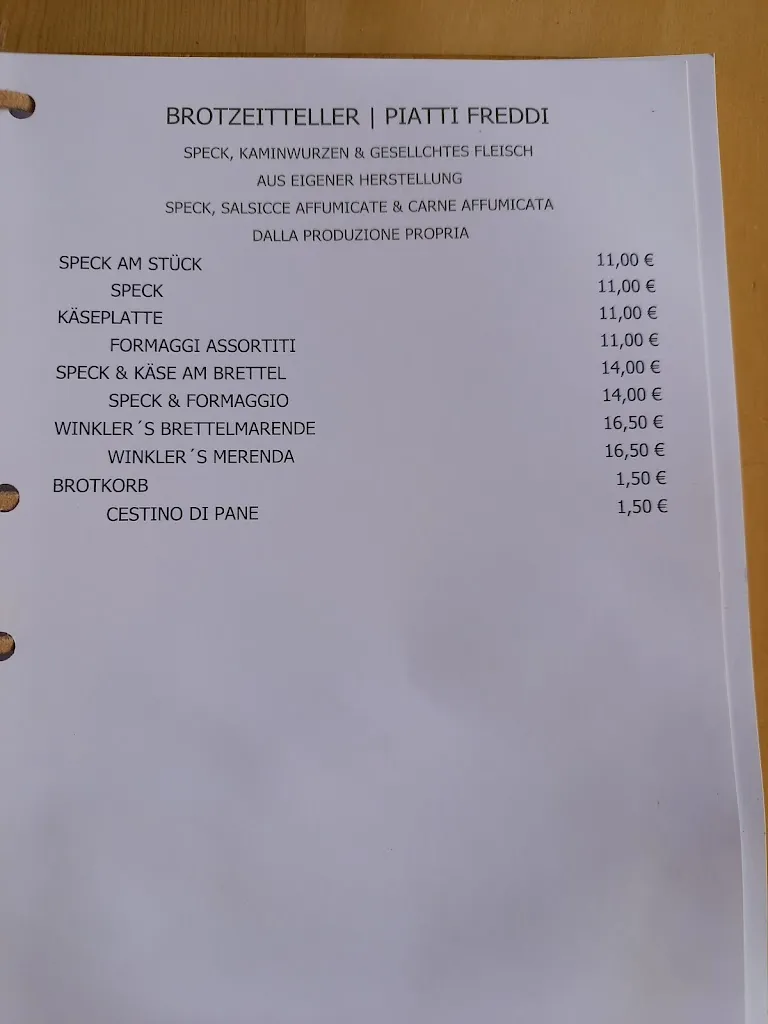 BROTZEITTELLER | PIATTI FREDDI
SPECK, KAMINWURZEN & GESELLCHTES FLEISCH
AUS EIGENER HERSTELLUNG
SPECK, SALSICCE AFFUMICATE & CARNE AFFUMICATA
DALLA PRODUZIONE PROPRIA
SPECK AM STÜCK 11,00 €
SPECK 11,00 €
KÄSEPLATTE 11,00 €
FORMAGGI ASSORTITI 11,00 €
SPECK & KÄSE AM BRETTEL 14,00 €
SPECK & FORMAGGIO 14,00 €
WINKLER´S BRETTELMARENDE 16,50 €
WINKLER´S MERENDA 16,50 €
BROTKORB 1,50 €
CESTINO DI PANE 1,50 €